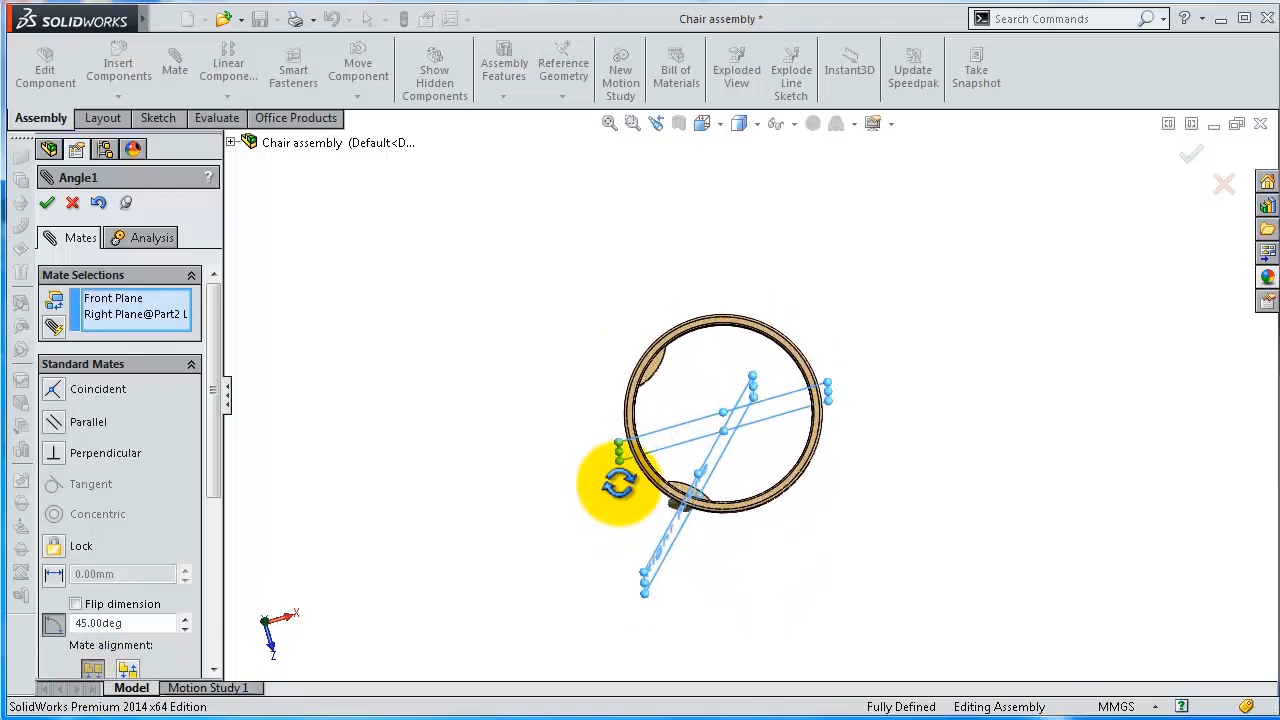 SOLIDWORKS
Chair assembly *
Search Commands
Edit Component
Insert Components
Mate
Linear Compone...
Smart Fasteners
Move Component
Show Hidden Components
Assembly Features
Reference Geometry
New Motion Study
Bill of Materials
Exploded View
Explode Line Sketch
Instant3D
Update Speedpak
Take Snapshot
Assembly Layout Sketch Evaluate Office Products
Chair assembly (Default<D...
Angle1 ?
Mates Analysis
Mate Selections
Front Plane
Right Plane@Part2 L
Standard Mates
Coincident
Parallel
Perpendicular
Tangent
Concentric
Lock
0.00mm
Flip dimension
45.00deg
Mate alignment:
X
Y
Z
Model Motion Study 1
SolidWorks Premium 2014 x64 Edition Fully Defined Editing Assembly MMGS ?